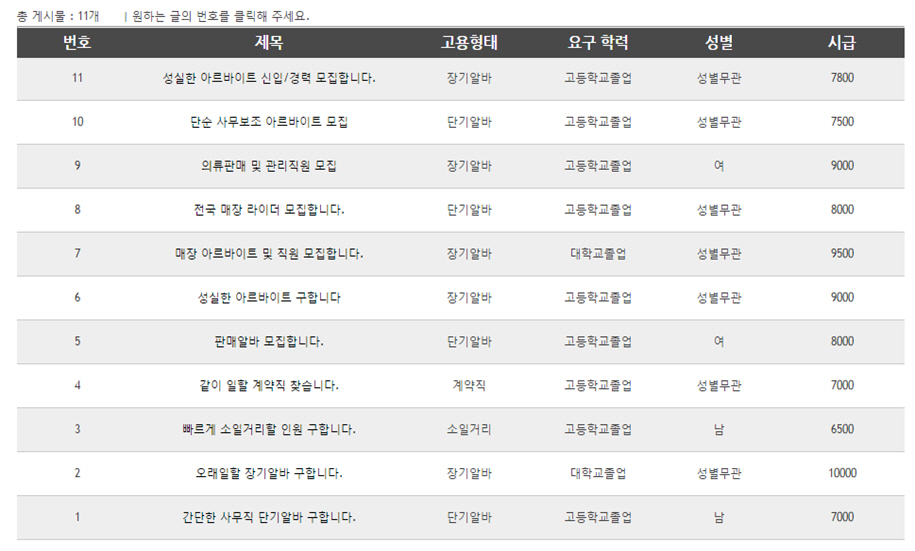 총 게시물 : 11개 | 원하는 글의 번호를 클릭해 주세요.
번호 제목 고용형태 요구 학력 성별 시급
11 성실한 아르바이트 신입/경력 모집합니다. 장기알바 고등학교졸업 성별무관 7800
10 단순 사무보조 아르바이트 모집 단기알바 고등학교졸업 성별무관 7500
9 의류판매 및 관리직원 모집 장기알바 고등학교졸업 여 9000
8 전국 매장 라이더 모집합니다. 단기알바 고등학교졸업 성별무관 8000
7 매장 아르바이트 및 직원 모집합니다. 장기알바 대학교졸업 성별무관 9500
6 성실한 아르바이트 구합니다 장기알바 고등학교졸업 성별무관 9000
5 판매알바 모집합니다. 단기알바 고등학교졸업 여 8000
4 같이 일할 계약직 찾습니다. 계약직 고등학교졸업 성별무관 7000
3 빠르게 소일거리할 인원 구합니다. 소일거리 고등학교졸업 남 6500
2 오래일할 장기알바 구합니다. 장기알바 대학교졸업 성별무관 10000
1 간단한 사무직 단기알바 구합니다. 단기알바 고등학교졸업 남 7000